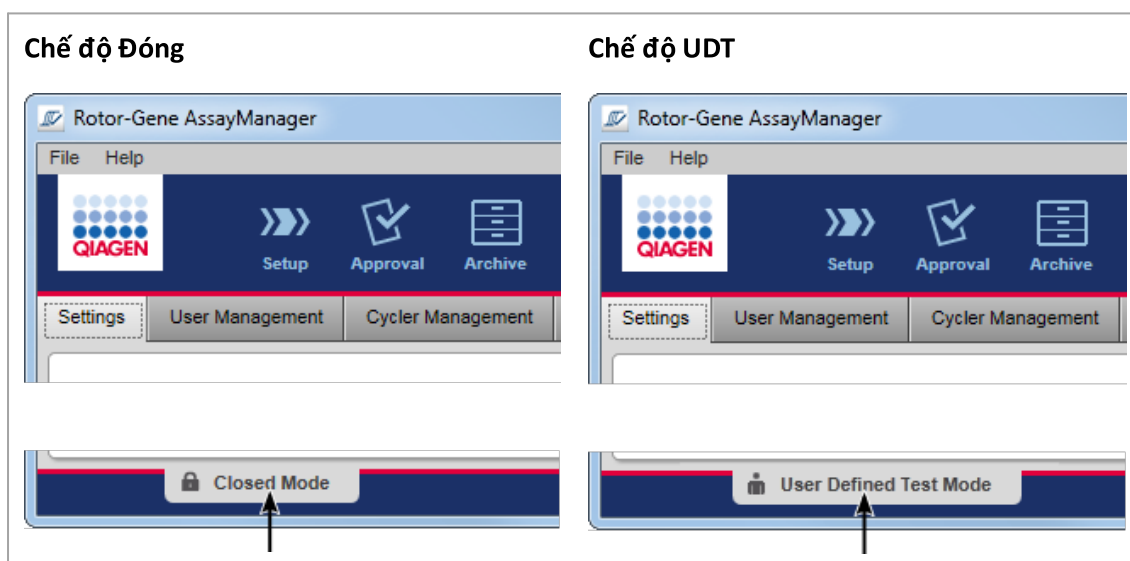 Chế độ Đóng
Rotor-Gene AssayManager
File Help
QIAGEN
Setup Approval Archive
Settings User Management Cycler Management
Closed Mode
Chế độ UDT
Rotor-Gene AssayManager
File Help
QIAGEN
Setup Approval Archive
Settings User Management Cycler Management
User Defined Test Mode